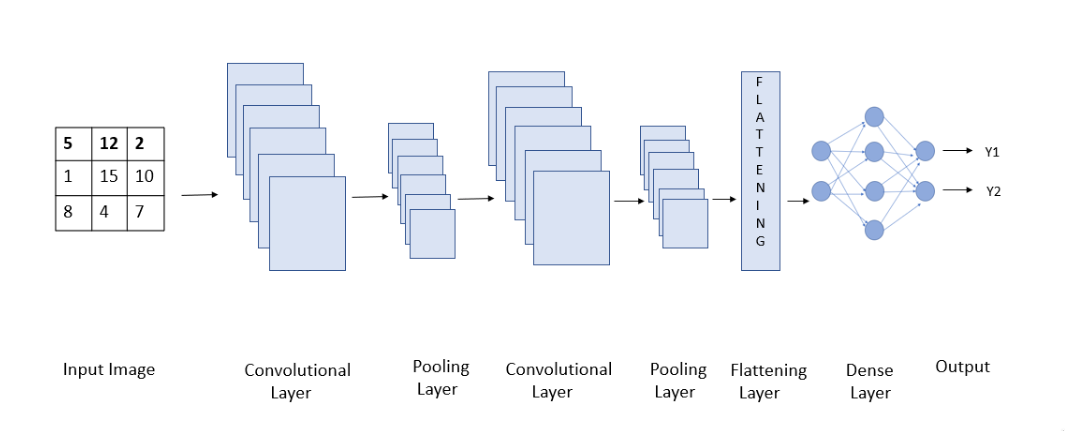 5 12 2
1 15 10
8 4 7
F
L
A
T
T
E
N
I
N
G
Y1
Y2
Input Image
Convolutional
Layer
Pooling
Layer
Convolutional
Layer
Pooling
Layer
Flattening
Layer
Dense
Layer
Output